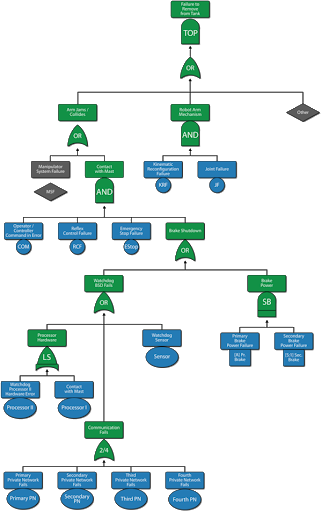 Failure to
Remove
from Tank
TOP
OR
Arm Jams /
Collides
Robot Arm
Mechanism
Other
OR
AND
Manipulator
System Failure
Contact
with Mast
Kinematic
Reconfiguration
Failure
Joint Failure
MSF
AND
KRF
JF
Operator /
Controller
Command in Error
Reflex
Control Failure
Emergency
Stop Failure
Brake Shutdown
COM
RCF
EStop
OR
Watchdog
BSD Fails
Brake
Power
OR
SB
Processor
Hardware
Watchdog
Sensor
Primary
Brake
Power Failure
Secondary
Brake
Power Failure
LS
Sensor
[R] Pr.
Brake
[S:1] Sec.
Brake
Watchdog
Processor II
Hardware Error
Contact
with Mast
Processor II
Processor I
Communication
Fails
2/4
Primary
Private Network
Fails
Secondary
Private Network
Fails
Third
Private Network
Fails
Fourth
Private Network
Fails
Primary PN
Secondary
PN
Third PN
Fourth PN